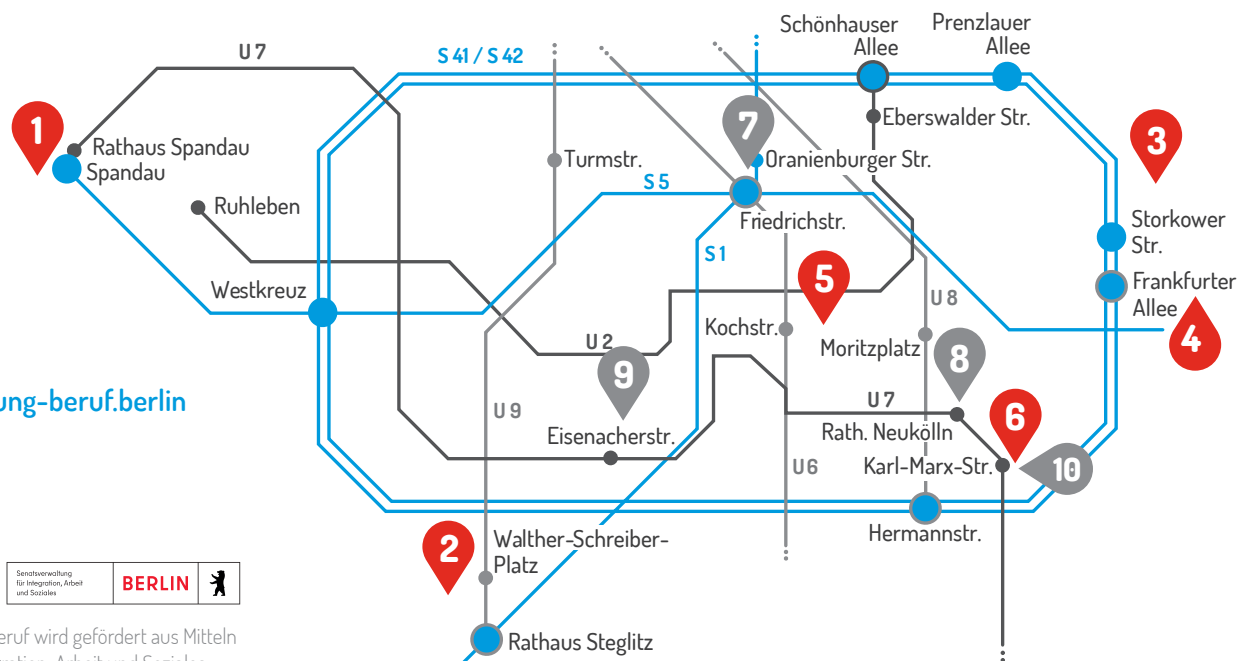 Schönhauser
Allee
Prenzlauer
Allee
U 7
S 41 / S 42
1
Rathaus Spandau
Spandau
Turmstr.
7
Oranienburger Str.
Eberswalder Str.
3
Ruhleben
S 5
Friedrichstr.
Storkower
Str.
S 1
Westkreuz
5
U 8
Frankfurter
Allee
Kochstr.
Moritzplatz
4
U 2
9
8
ung-beruf.berlin
U 9
U 7
Eisenacherstr.
Rath. Neukölln
6
U 6
Karl-Marx-Str.
10
Hermannstr.
2
Walther-Schreiber-
Platz
Senatsverwaltung
für Integration, Arbeit
und Soziales
BERLIN
Rathaus Steglitz
eruf wird gefördert aus Mitteln